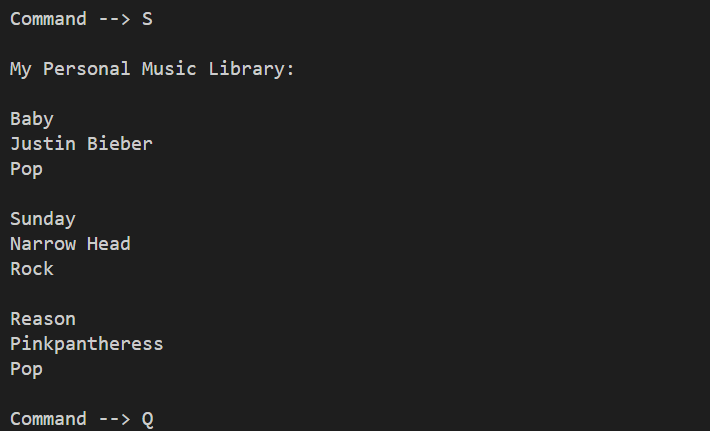 Command --> S
My Personal Music Library:
Baby
Justin Bieber
Pop
Sunday
Narrow Head
Rock
Reason
Pinkpantheress
Pop
Command --> Q